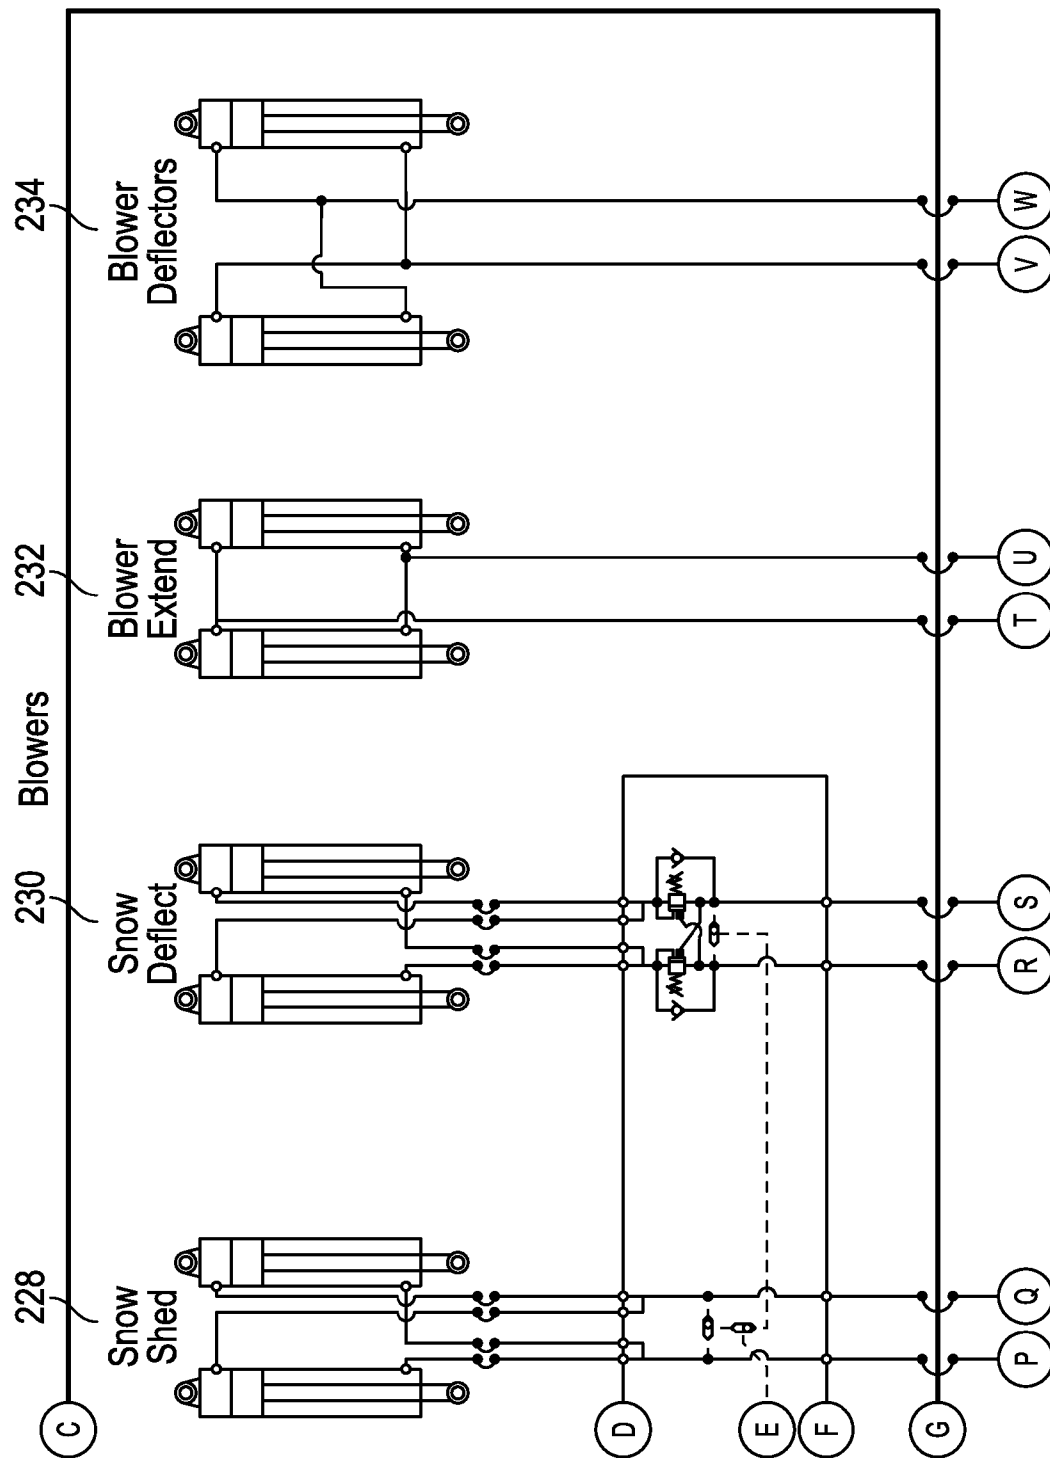 Blowers
228
Snow
Shed
230
Snow
Deflect
232
Blower
Extend
234
Blower
Deflectors
C
D
E
F
G
P
Q
R
S
T
U
V
W